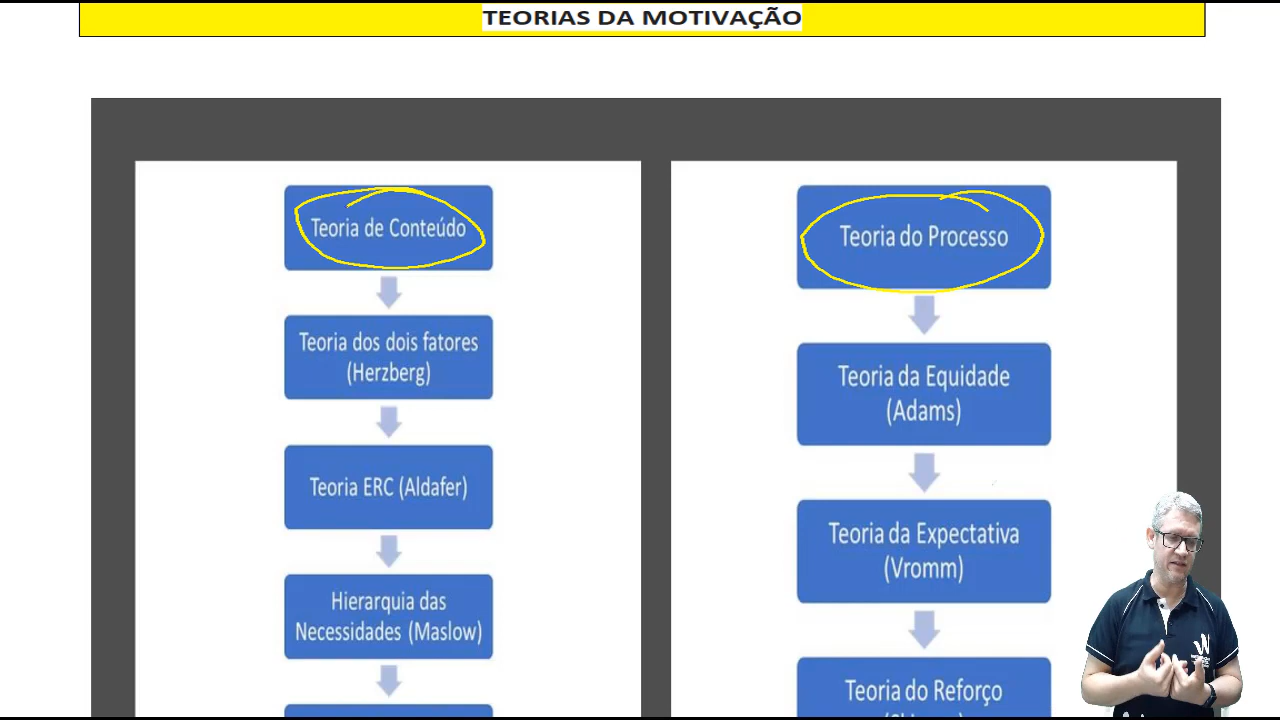 TEORIAS DA MOTIVAÇÃO
Teoria de Conteúdo
Teoria dos dois fatores
(Herzberg)
Teoria ERC (Aldafer)
Hierarquia das
Necessidades (Maslow)
Teoria do Processo
Teoria da Equidade
(Adams)
Teoria da Expectativa
(Vromm)
Teoria do Reforço